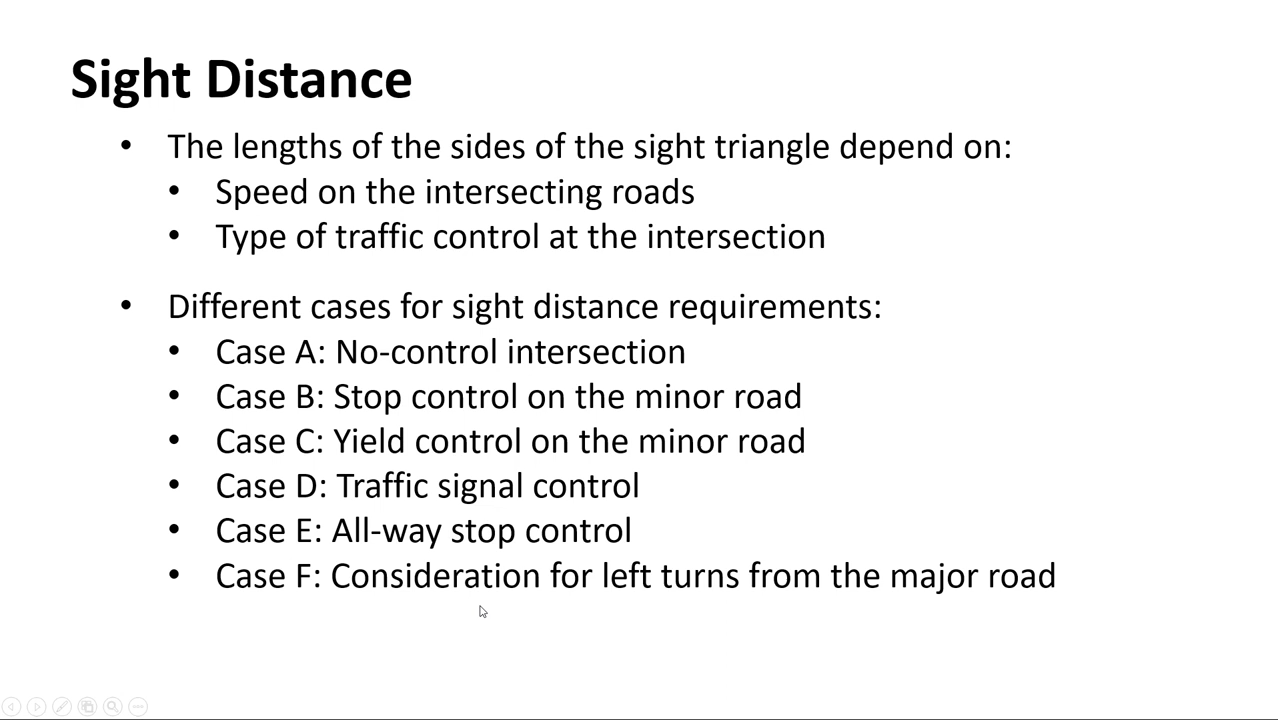 Sight Distance
• The lengths of the sides of the sight triangle depend on:
• Speed on the intersecting roads
• Type of traffic control at the intersection
• Different cases for sight distance requirements:
• Case A: No-control intersection
• Case B: Stop control on the minor road
• Case C: Yield control on the minor road
• Case D: Traffic signal control
• Case E: All-way stop control
• Case F: Consideration for left turns from the major road